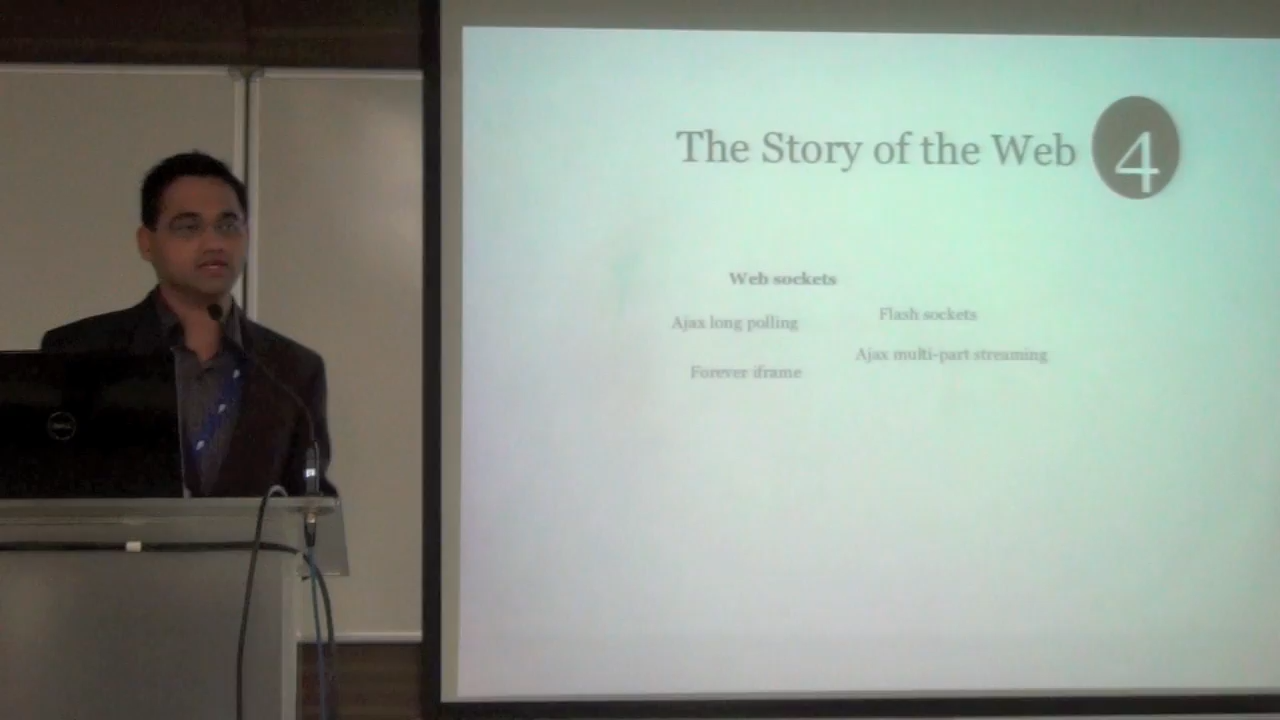 The Story of the Web 4
Web sockets
Flash sockets
Ajax long polling
Ajax multi-part streaming
Forever iframe
DELL